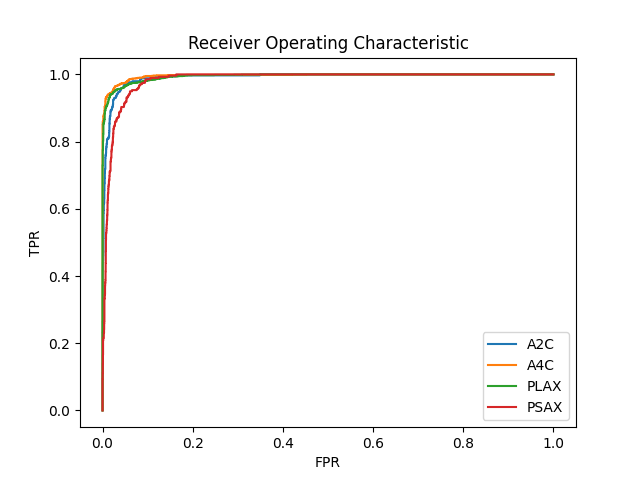 Receiver Operating Characteristic
TPR
1.0
0.8
0.6
0.4
0.2
0.0
A2C
A4C
PLAX
PSAX
0.0 0.2 0.4 0.6 0.8 1.0
FPR